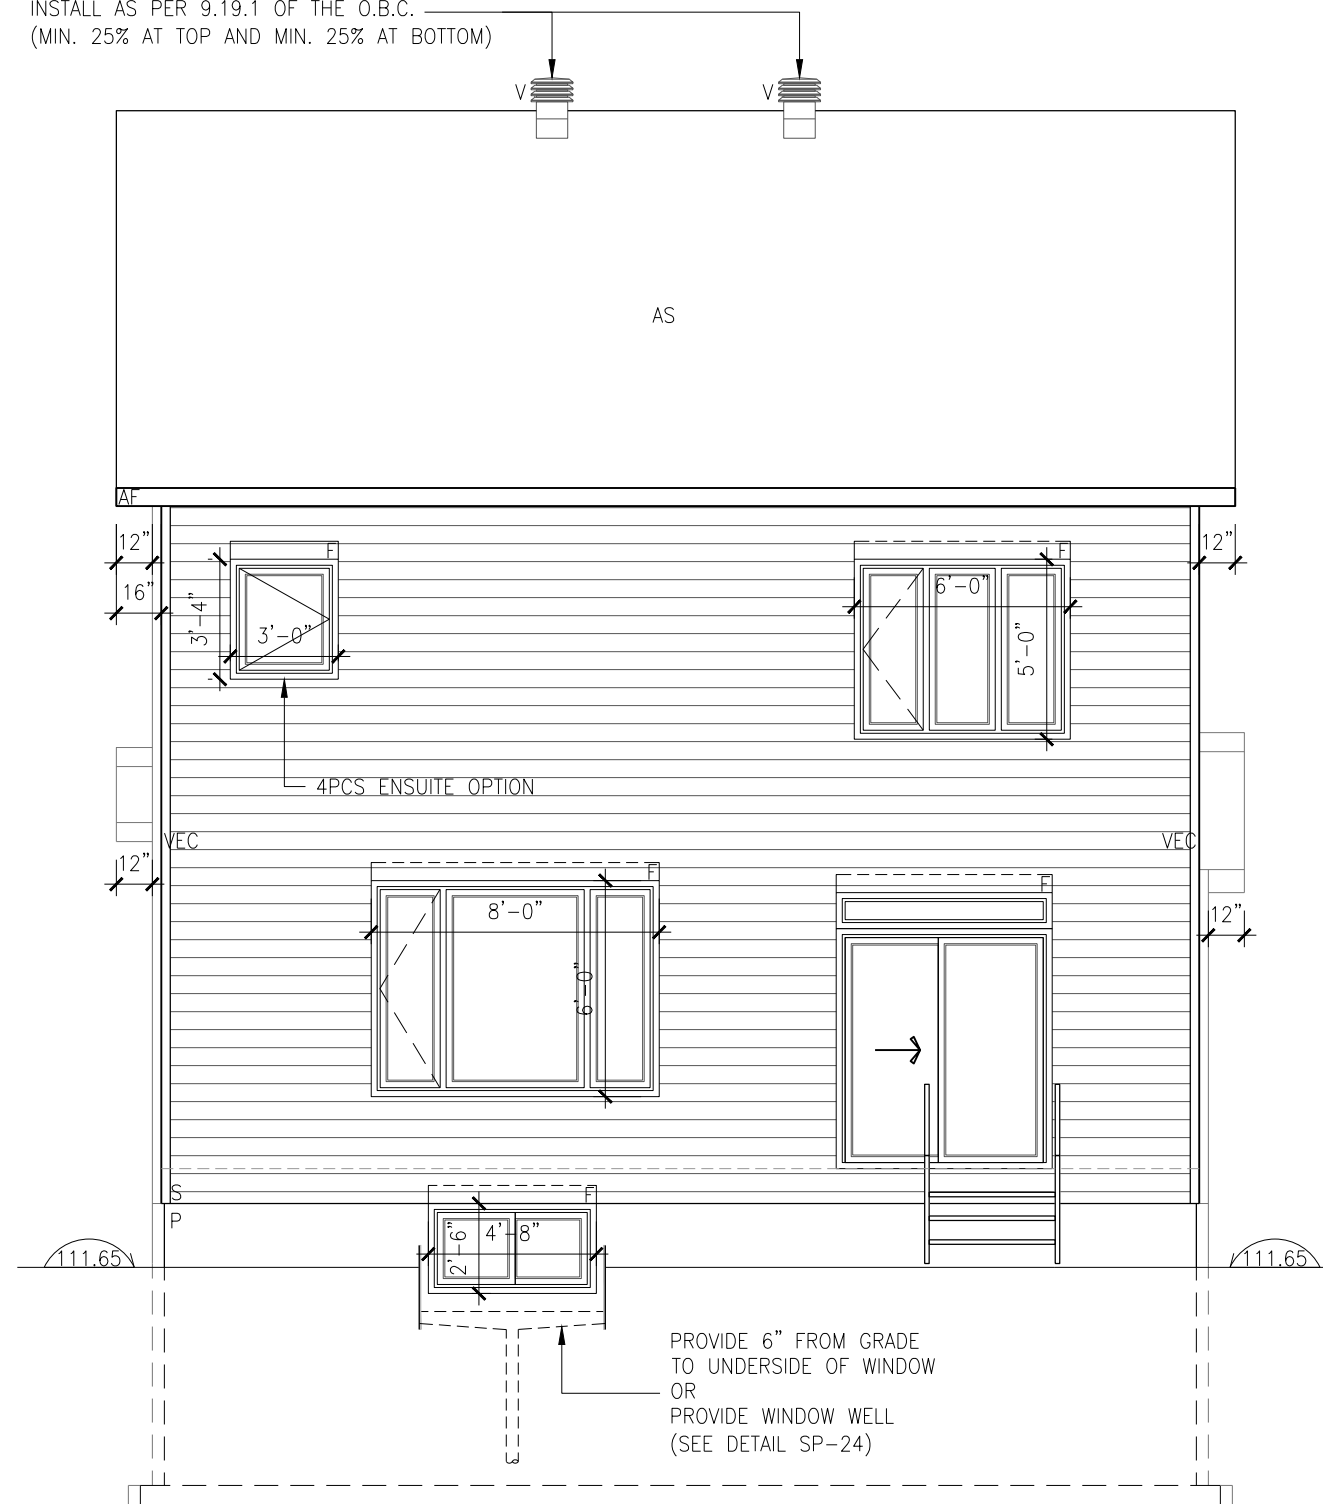 INSTALL AS PER 9.19.1 OF THE O.B.C.
(MIN. 25% AT TOP AND MIN. 25% AT BOTTOM)
V
V
AS
AF
12"
16"
12"
F
3'-4"
3'-0"
F
6'-0"
5'-0"
4PCS ENSUITE OPTION
VEC
VEC
12"
F
8'-0"
6'-0"
F
12"
S
P
F
2'-6"
4'-8"
111.65
111.65
PROVIDE 6" FROM GRADE
TO UNDERSIDE OF WINDOW
OR
PROVIDE WINDOW WELL
(SEE DETAIL SP-24)